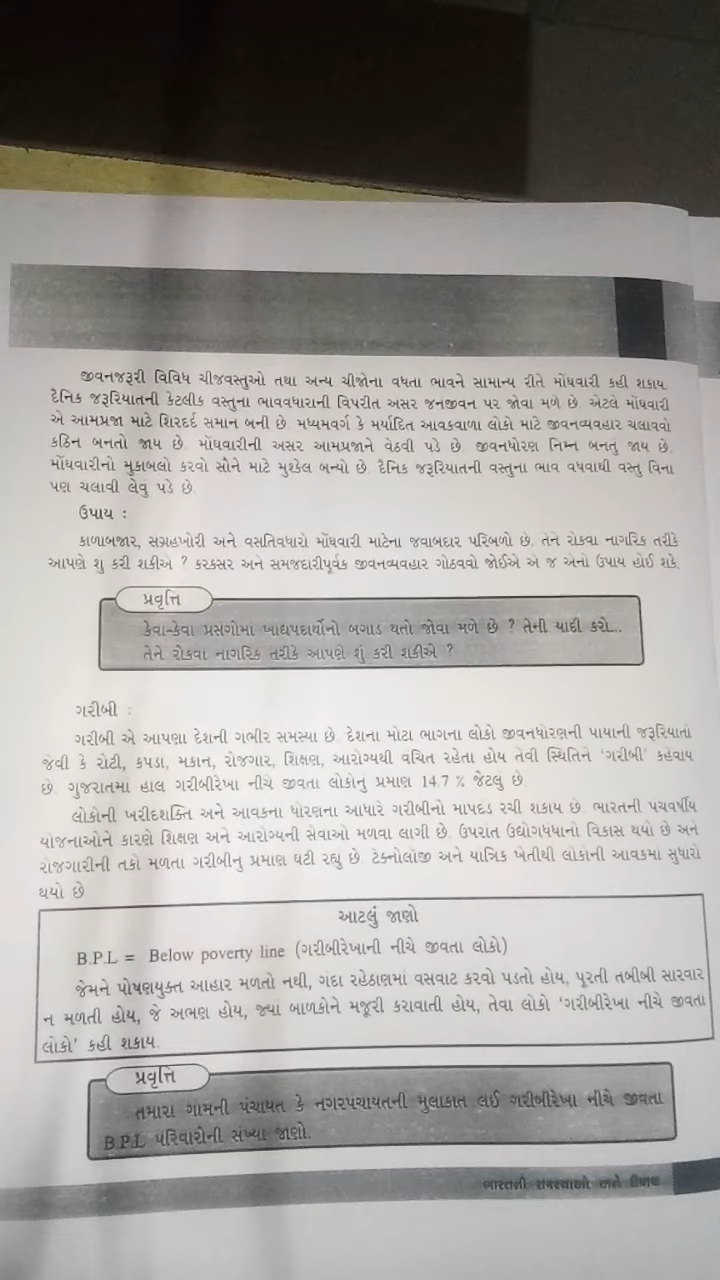 જીવનજરૂરી વિવિધ ચીજવસ્તુઓ તથા અન્ય ચીજોના વધતા ભાવને સામાન્ય રીતે મોંઘવારી કહી શકાય.
દૈનિક જરૂરિયાતની કેટલીક વસ્તુના ભાવવધારાની વિપરીત અસર જનજીવન પર જોવા મળે છે. એટલે મોંઘવારી
એ આમપ્રજા માટે શિરદર્દ સમાન બની છે. મધ્યમવર્ગ કે મર્યાદિત આવકવાળા લોકો માટે જીવનવ્યવહાર ચલાવવો
કઠિન બનતો જાય છે. મોંઘવારીની અસર આમપ્રજાને વેઠવી પડે છે. જીવનધોરણ નિમ્ન બનતું જાય છે.
મોંઘવારીનો મુકાબલો કરવો સૌને માટે મુશ્કેલ બન્યો છે. દૈનિક જરૂરિયાતની વસ્તુના ભાવ વધવાથી વસ્તુ વિના
પણ ચલાવી લેવું પડે છે.
ઉપાય :
કાળાબજાર, સંગ્રહખોરી અને વસતિવધારો મોંઘવારી માટેના જવાબદાર પરિબળો છે. તેને રોકવા નાગરિક તરીકે
આપણે શું કરી શકીએ ? કરકસર અને સમજદારીપૂર્વક જીવનવ્યવહાર ગોઠવવો જોઈએ એ જ એનો ઉપાય હોઈ શકે.
પ્રવૃત્તિ
કેવા-કેવા પ્રસંગોમાં ખાદ્યપદાર્થોનો બગાડ થતો જોવા મળે છે ? તેની યાદી કરો...
તેને રોકવા નાગરિક તરીકે આપણે શું કરી શકીએ ?
ગરીબી :
ગરીબી એ આપણા દેશની ગંભીર સમસ્યા છે. દેશના મોટા ભાગના લોકો જીવનધોરણની પાયાની જરૂરિયાતો
જેવી કે રોટી, કપડાં, મકાન, રોજગાર, શિક્ષણ, આરોગ્યથી વંચિત રહેતા હોય તેવી સ્થિતિને ‘ગરીબી’ કહેવાય
છે. ગુજરાતમાં હાલ ગરીબીરેખા નીચે જીવતા લોકોનું પ્રમાણ 14.7 % જેટલું છે.
લોકોની ખરીદશક્તિ અને આવકના ધોરણના આધારે ગરીબીનો માપદંડ રચી શકાય છે. ભારતની પંચવર્ષીય
યોજનાઓને કારણે શિક્ષણ અને આરોગ્યની સેવાઓ મળવા લાગી છે. ઉપરાંત ઉદ્યોગધંધાનો વિકાસ થયો છે અને
રોજગારીની તકો મળતા ગરીબીનું પ્રમાણ ઘટી રહ્યું છે. ટેક્નોલૉજી અને યાંત્રિક ખેતીથી લોકોની આવકમાં સુધારો
થયો છે.
આટલું જાણો
B.P.L = Below poverty line (ગરીબીરેખાની નીચે જીવતા લોકો)
જેમને પોષણયુક્ત આહાર મળતો નથી, ગંદા રહેઠાણમાં વસવાટ કરવો પડતો હોય, પૂરતી તબીબી સારવાર
ન મળતી હોય, જે અભણ હોય, જ્યાં બાળકોને મજૂરી કરાવાતી હોય, તેવા લોકો ‘ગરીબીરેખા નીચે જીવતા
લોકો’ કહી શકાય.
પ્રવૃત્તિ
તમારા ગામની પંચાયત કે નગરપંચાયતની મુલાકાત લઈ ગરીબીરેખા નીચે જીવતા
B.P.L પરિવારોની સંખ્યા જાણો.
ભારતની સમસ્યાઓ અને ઉપાય